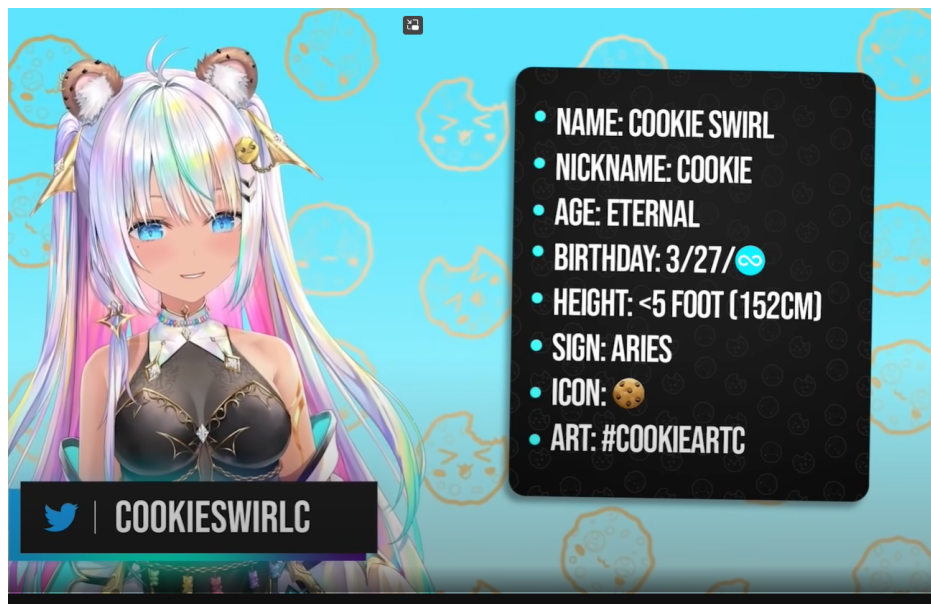 NAME: COOKIE SWIRL
NICKNAME: COOKIE
AGE: ETERNAL
BIRTHDAY: 3/27/♾
HEIGHT: <5 FOOT (152CM)
SIGN: ARIES
ICON: 🍪
ART: #COOKIEARTC
COOKIESWIRLC